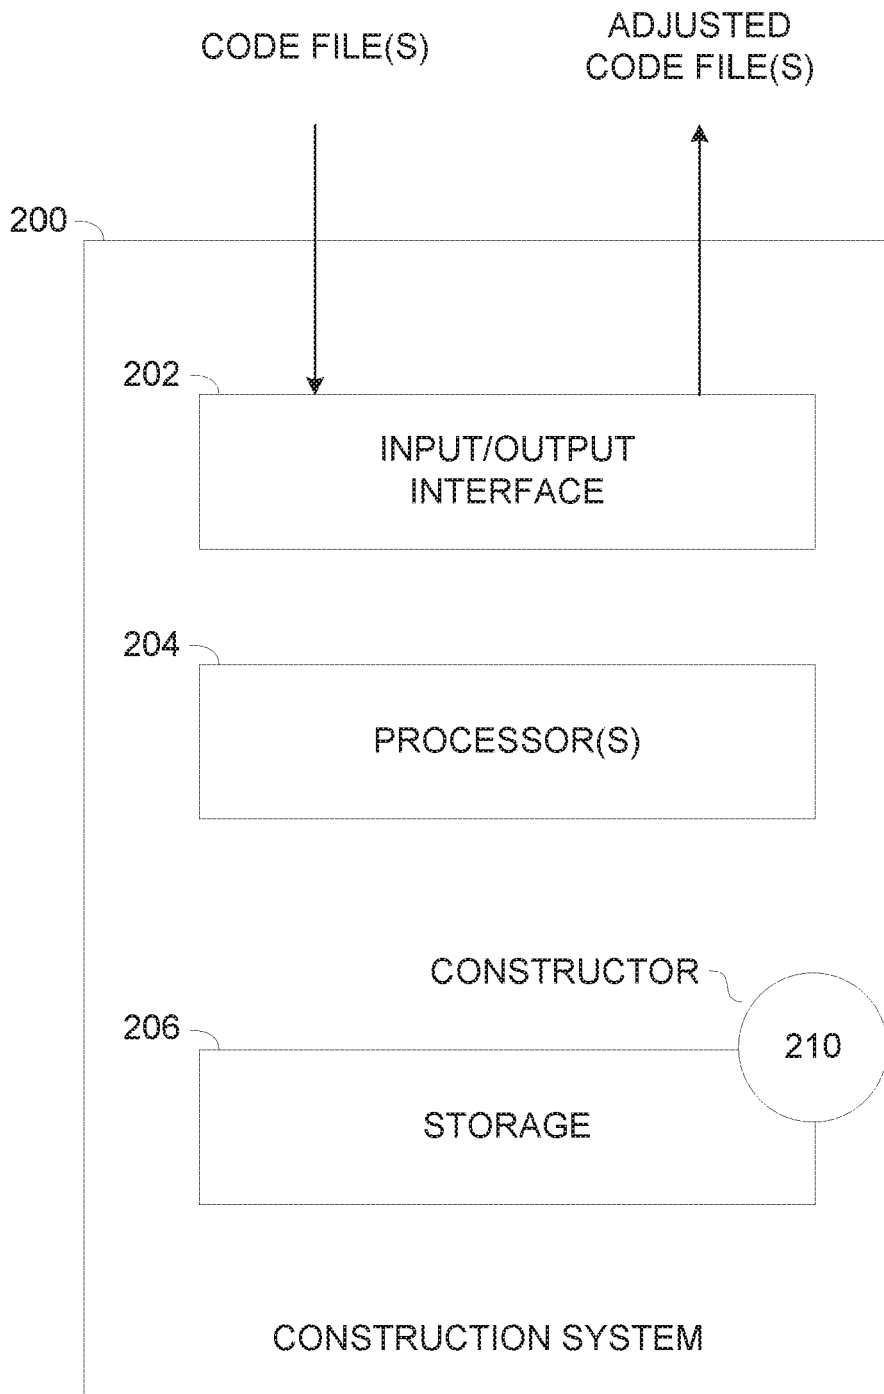 CODE FILE(S)
ADJUSTED
CODE FILE(S)
200
202
INPUT/OUTPUT
INTERFACE
204
PROCESSOR(S)
CONSTRUCTOR
206
210
STORAGE
CONSTRUCTION SYSTEM